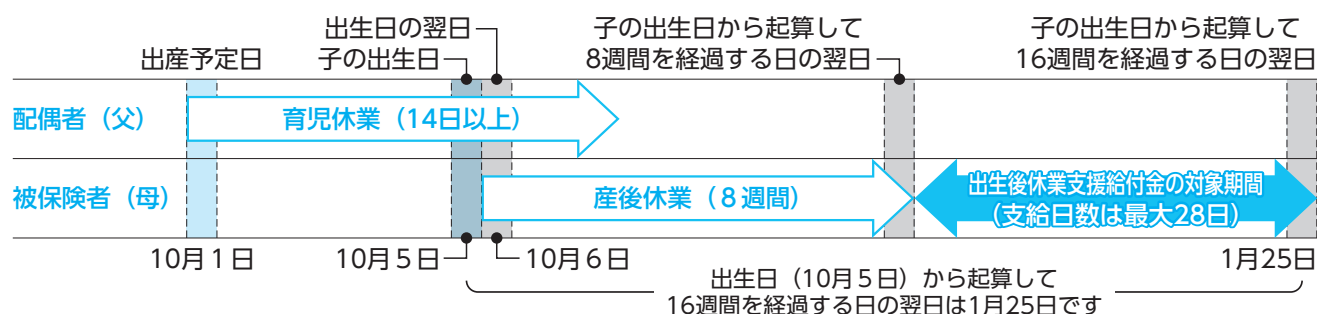 出産予定日
出生日の翌日
子の出生日
子の出生日から起算して
8週間を経過する日の翌日
子の出生日から起算して
16週間を経過する日の翌日
配偶者（父）
育児休業（14日以上）
被保険者（母）
産後休業（８週間）
出生後休業支援給付金の対象期間
（支給日数は最大28日）
10月１日
10月５日
10月６日
1月25日
出生日（10月５日）から起算して
16週間を経過する日の翌日は1月25日です